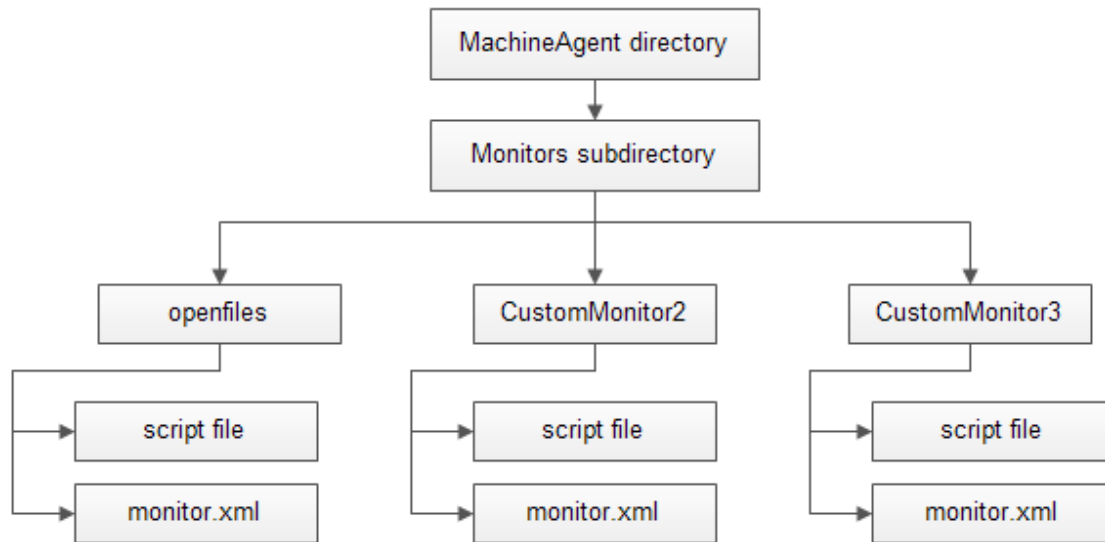 MachineAgent directory
Monitors subdirectory
openfiles
CustomMonitor2
CustomMonitor3
script file
script file
script file
monitor.xml
monitor.xml
monitor.xml